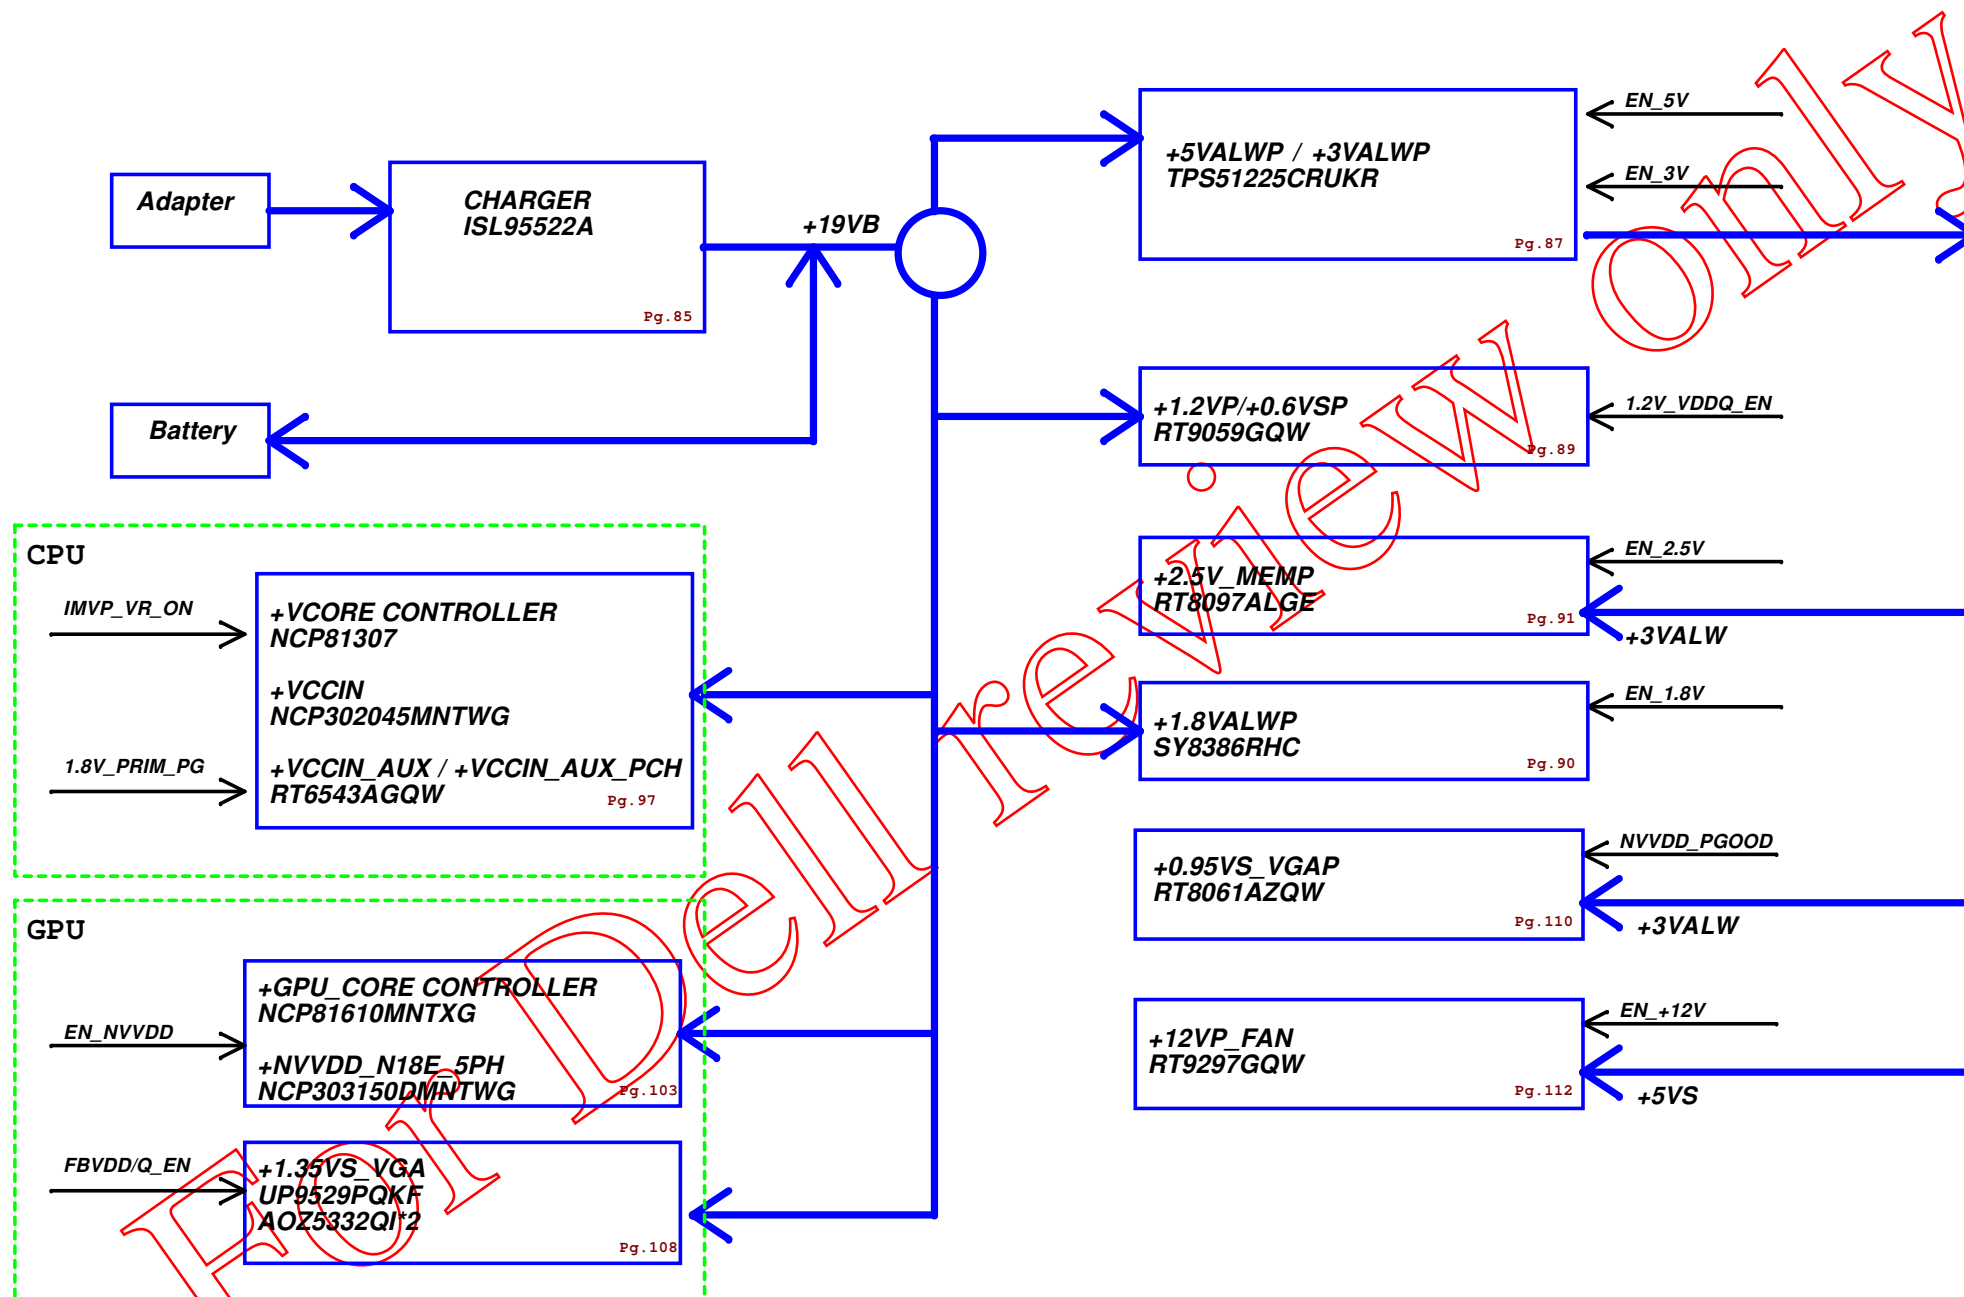 Adapter
CHARGER
ISL95522A
Pg.85
+19VB
Battery
+5VALWP / +3VALWP
TPS51225CRUKR
Pg.87
EN_5V
EN_3V
+1.2VP/+0.6VSP
RT9059GQW
Pg.89
1.2V_VDDQ_EN
+2.5V_MEMP
RT8097ALGE
Pg.91
EN_2.5V
+3VALW
+1.8VALWP
SY8386RHC
Pg.90
EN_1.8V
+0.95VS_VGAP
RT8061AZQW
Pg.110
NVVDD_PGOOD
+3VALW
+12VP_FAN
RT9297GQW
Pg.112
EN_+12V
+5VS
CPU
IMVP_VR_ON
1.8V_PRIM_PG
+VCORE CONTROLLER
NCP81307
+VCCIN
NCP302045MNTWG
+VCCIN_AUX / +VCCIN_AUX_PCH
RT6543AGQW
Pg.97
GPU
EN_NVVDD
+GPU_CORE CONTROLLER
NCP81610MNTXG
+NVVDD_N18E_5PH
NCP303150DMNTWG
Pg.103
FBVDD/Q_EN
+1.35VS_VGA
UP9529PQKF
AOZ5332QI*2
Pg.108
For Dell review only